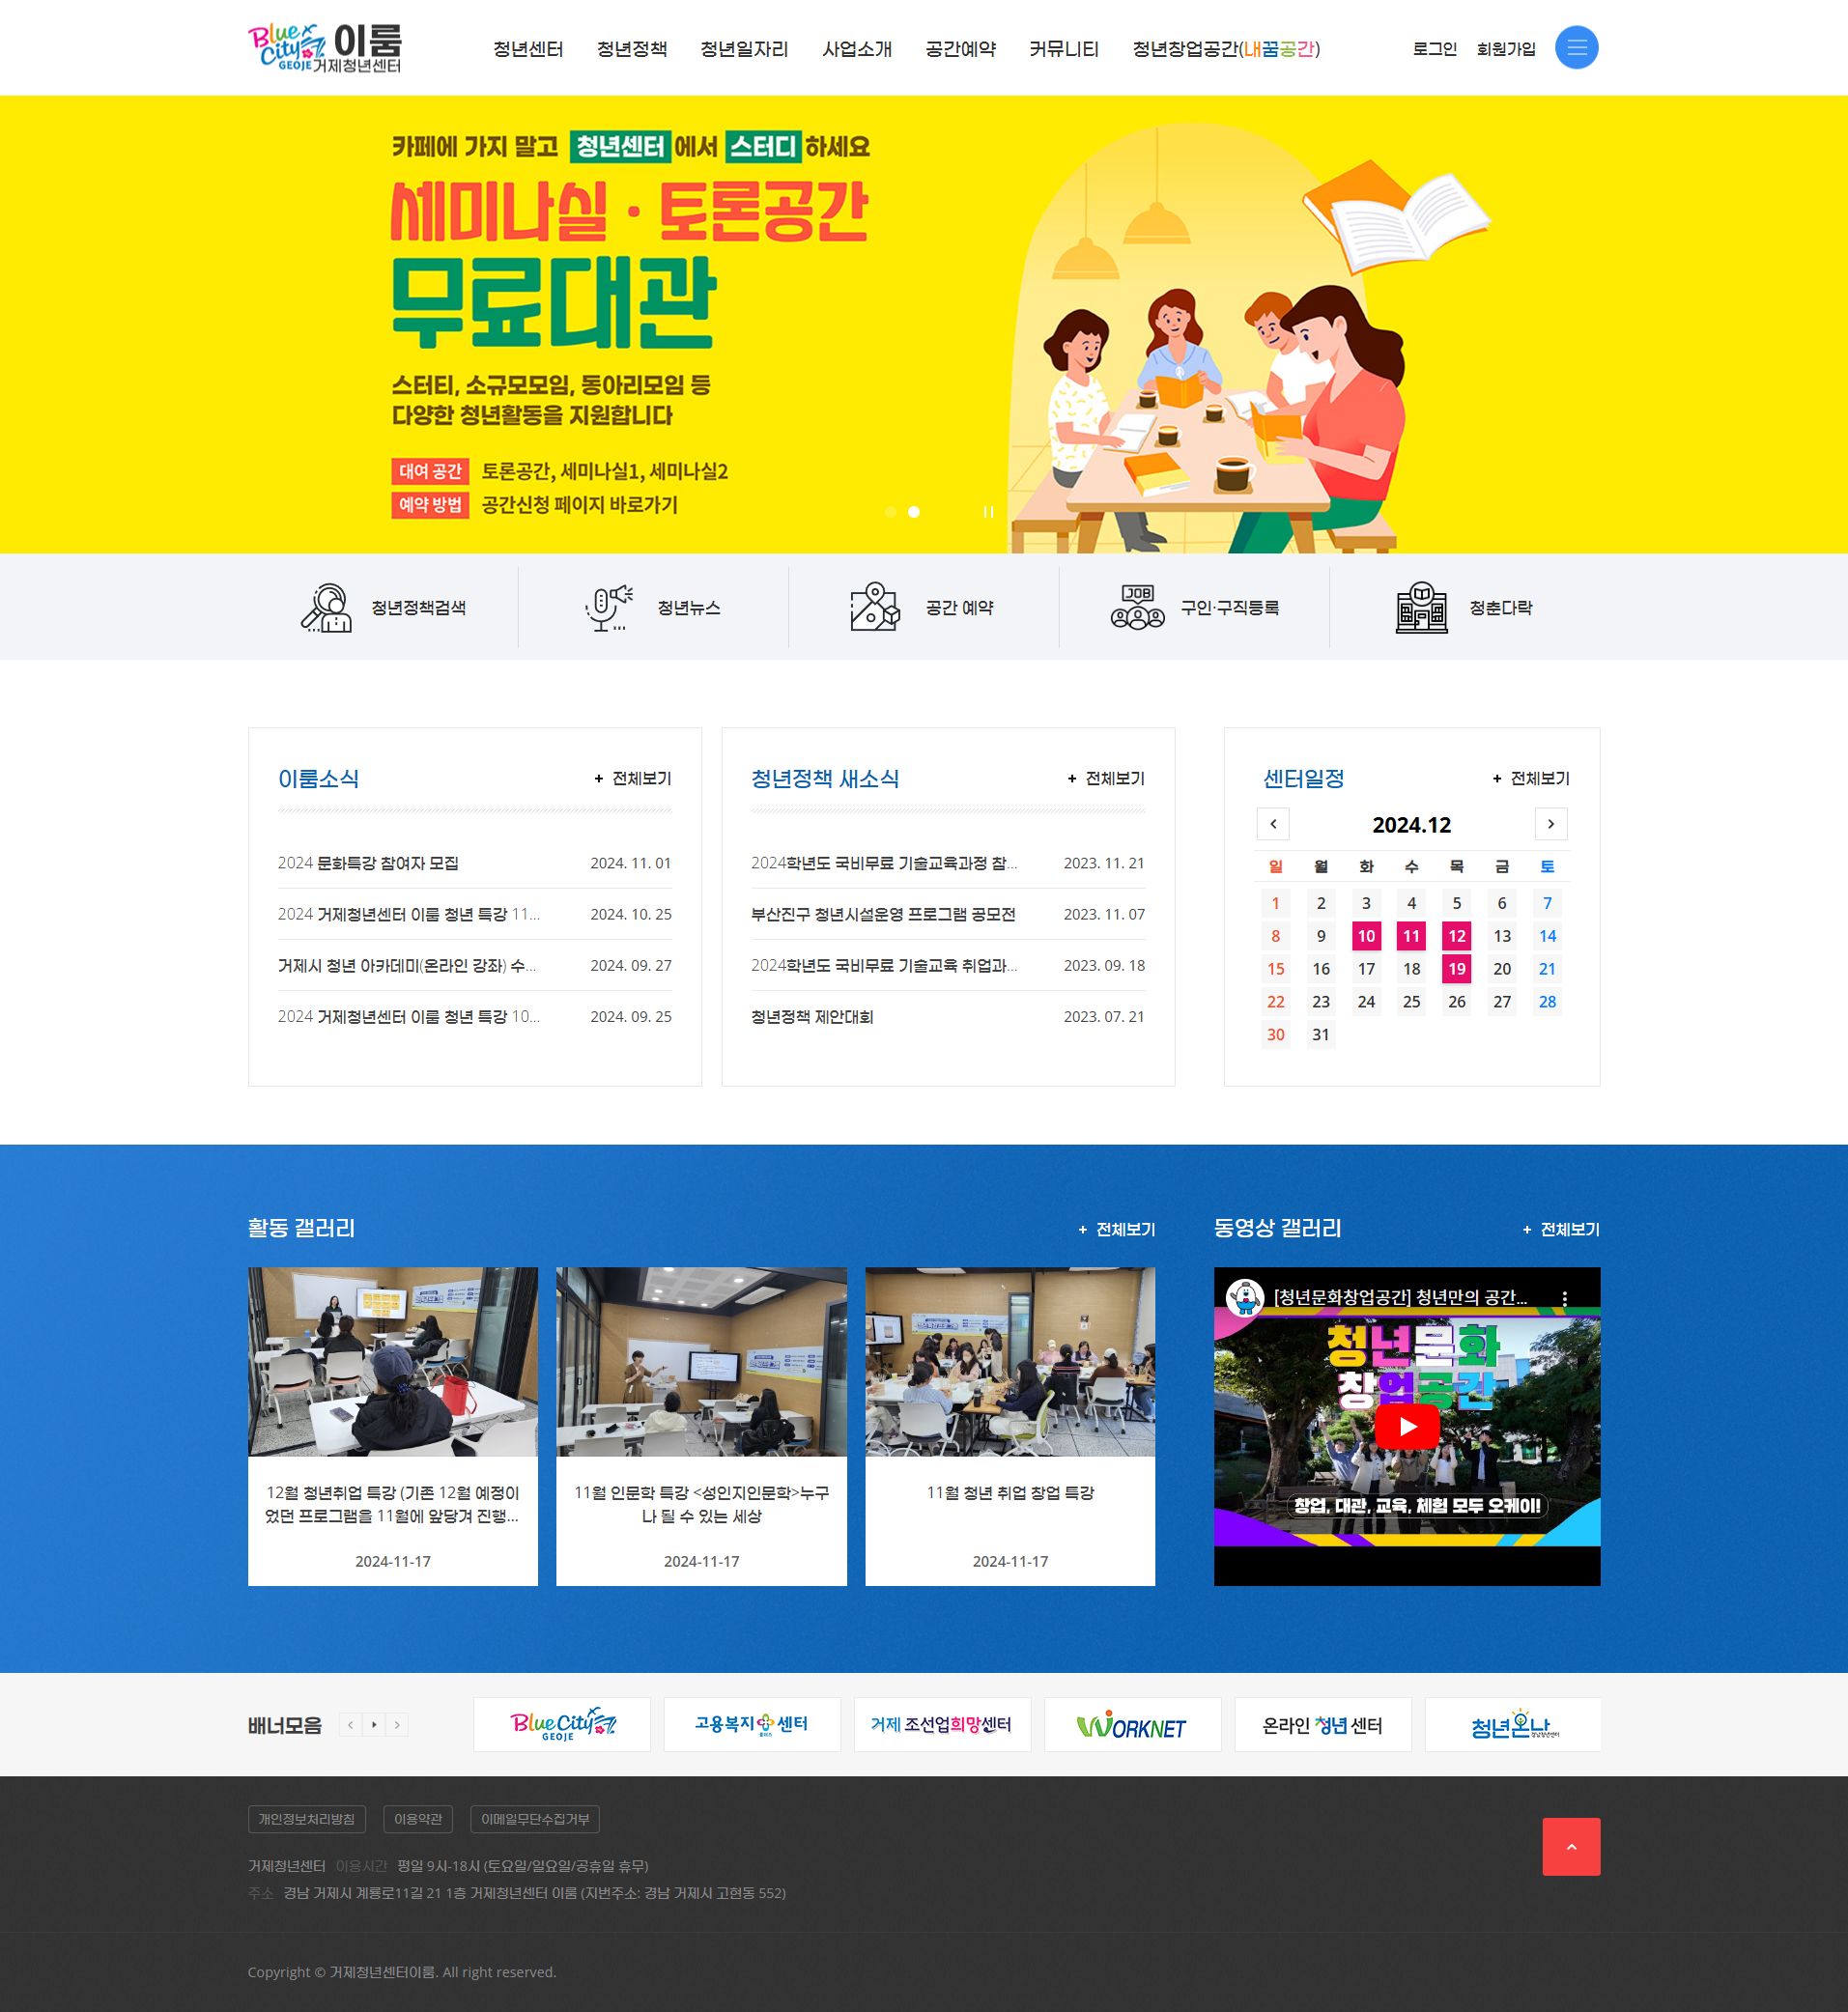 Blue City
GEOJE
이룸
거제청년센터
청년센터
청년정책
청년일자리
사업소개
공간예약
커뮤니티
청년창업공간(내꿈공간)
로그인
회원가입
카페에 가지 말고 청년센터 에서 스터디 하세요
세미나실 · 토론공간
무료대관
스터티, 소규모모임, 동아리모임 등
다양한 청년활동을 지원합니다
대여 공간 토론공간, 세미나실1, 세미나실2
예약 방법 공간신청 페이지 바로가기
청년정책검색
청년뉴스
공간 예약
JOB
구인·구직등록
청춘다락
이룸소식
+ 전체보기
2024 문화특강 참여자 모집 2024. 11. 01
2024 거제청년센터 이룸 청년 특강 11... 2024. 10. 25
거제시 청년 아카데미(온라인 강좌) 수... 2024. 09. 27
2024 거제청년센터 이룸 청년 특강 10... 2024. 09. 25
청년정책 새소식
+ 전체보기
2024학년도 국비무료 기술교육과정 참... 2023. 11. 21
부산진구 청년시설운영 프로그램 공모전 2023. 11. 07
2024학년도 국비무료 기술교육 취업과... 2023. 09. 18
청년정책 제안대회 2023. 07. 21
센터일정
+ 전체보기
2024.12
일 월 화 수 목 금 토
1 2 3 4 5 6 7
8 9 10 11 12 13 14
15 16 17 18 19 20 21
22 23 24 25 26 27 28
30 31
활동 갤러리
+ 전체보기
12월 청년취업 특강 (기존 12월 예정이
었던 프로그램을 11월에 앞당겨 진행...
2024-11-17
11월 인문학 특강 <성인지인문학>누구
나 될 수 있는 세상
2024-11-17
11월 청년 취업 창업 특강
2024-11-17
동영상 갤러리
+ 전체보기
[청년문화창업공간] 청년만의 공간...
청년문화
창업공간
창업, 대관, 교육, 체험 모두 오케이!
배너모음
Blue City
GEOJE
고용복지 플러스 센터
거제 조선업희망센터
WORKNET
온라인 청년 센터
청년온나
개인정보처리방침
이용약관
이메일무단수집거부
거제청년센터 이용시간 평일 9시-18시 (토요일/일요일/공휴일 휴무)
주소 경남 거제시 계룡로11길 21 1층 거제청년센터 이룸 (지번주소: 경남 거제시 고현동 552)
Copyright © 거제청년센터이룸. All right reserved.